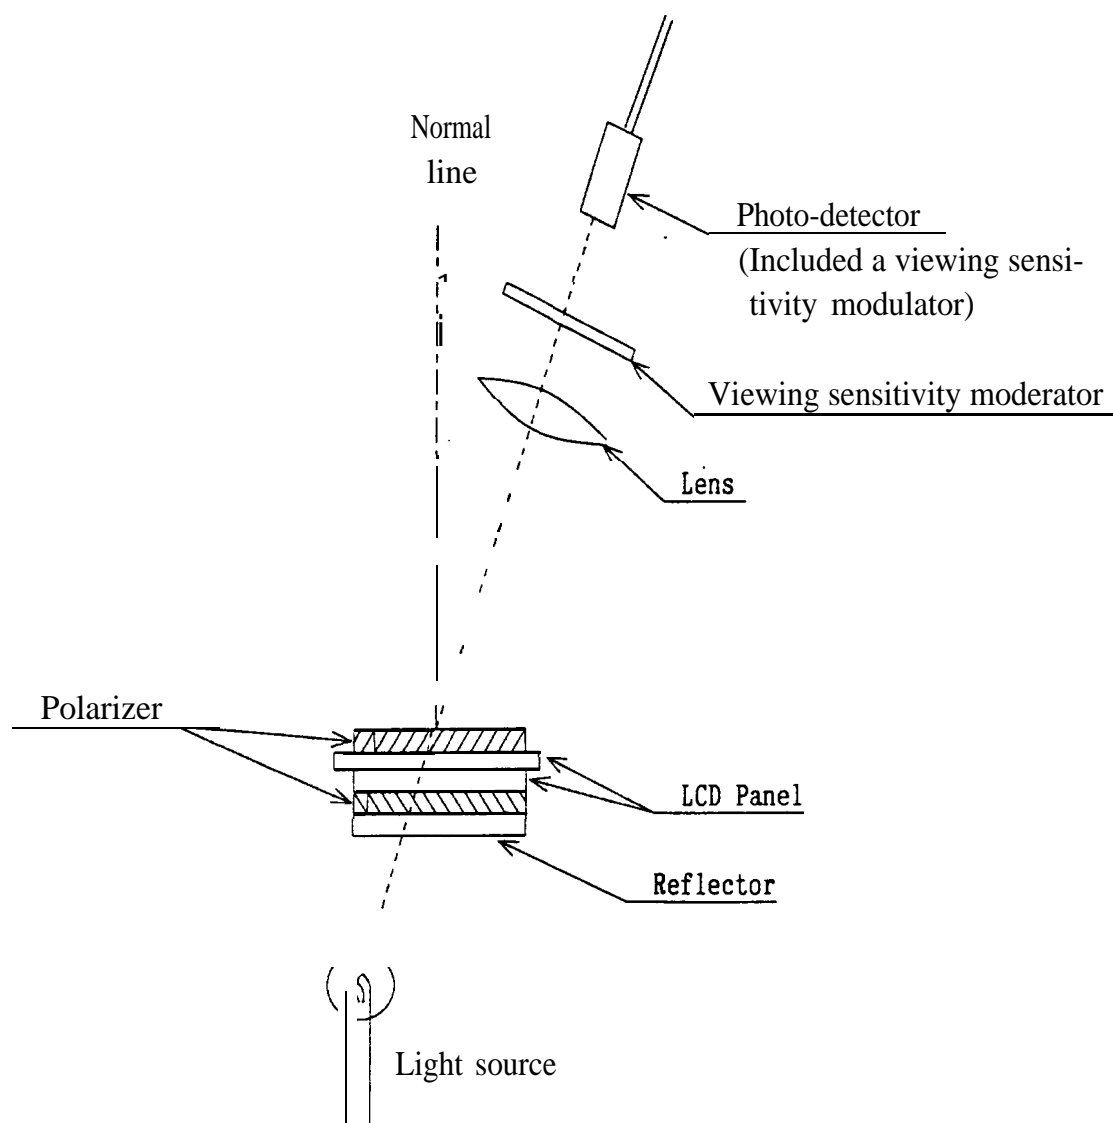 Normal
line
Photo-detector
(Included a viewing sensi-
tivity modulator)
Viewing sensitivity moderator
Lens
Polarizer
LCD Panel
Reflector
Light source